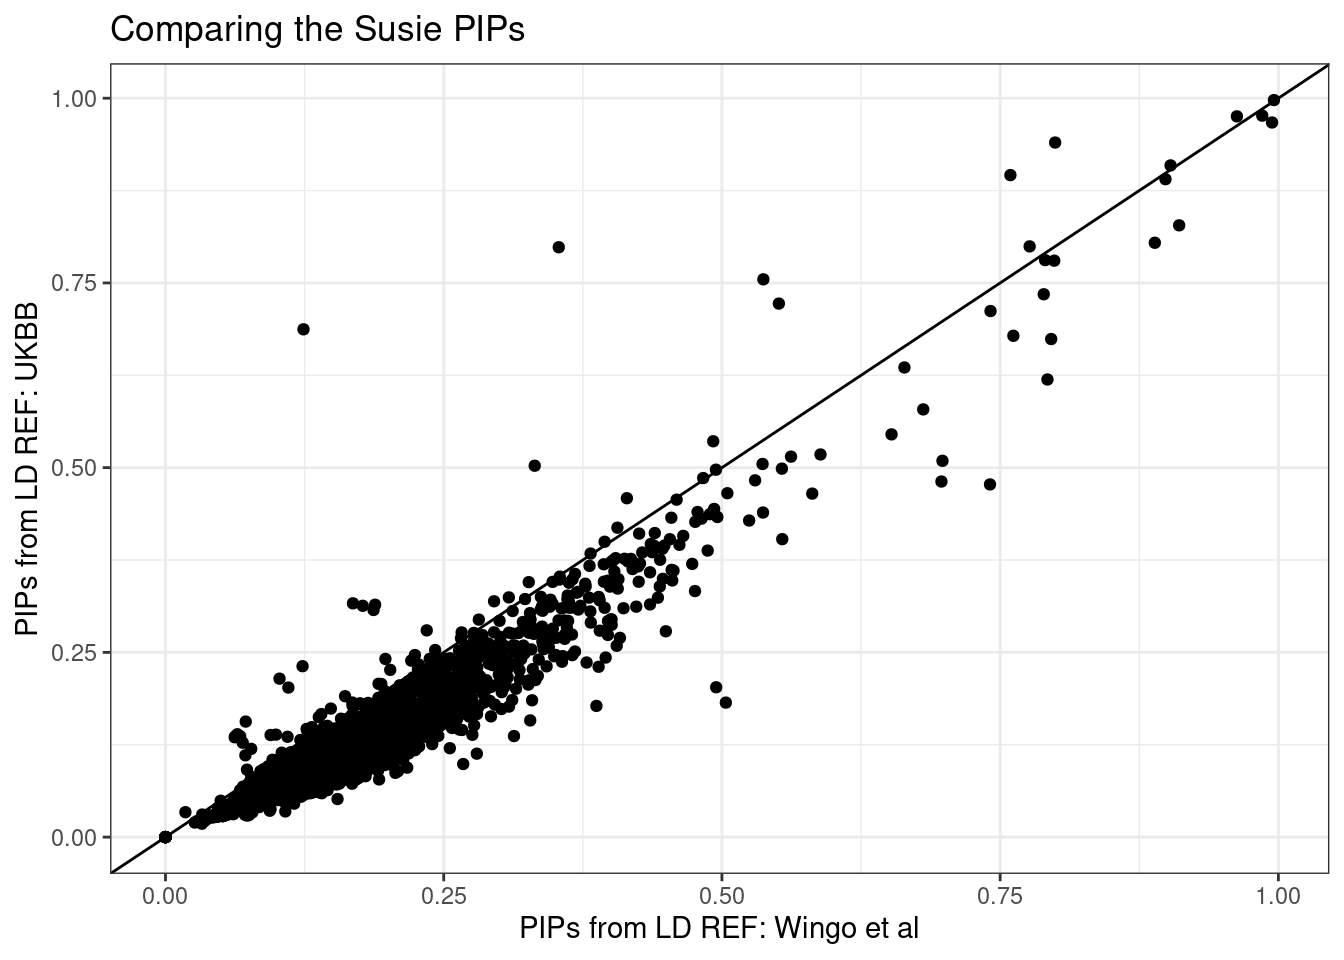 Comparing the Susie PIPs
1.00
0.75
0.50
0.25
0.00
PIPs from LD REF: UKBB
0.00 0.25 0.50 0.75 1.00
PIPs from LD REF: Wingo et al